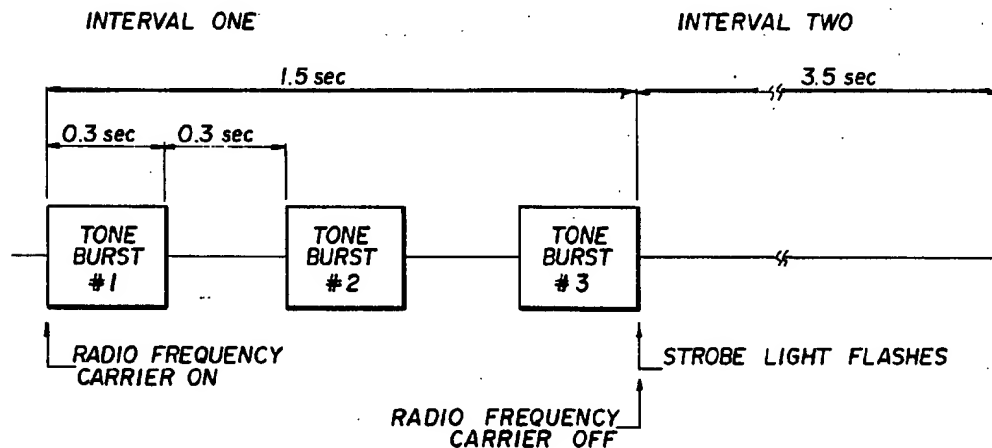 INTERVAL ONE
INTERVAL TWO
1.5 sec
3.5 sec
0.3 sec
0.3 sec
TONE
BURST
#1
TONE
BURST
#2
TONE
BURST
#3
RADIO FREQUENCY
CARRIER ON
STROBE LIGHT FLASHES
RADIO FREQUENCY
CARRIER OFF